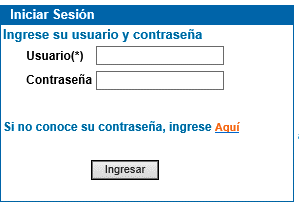 Iniciar Sesión
Ingrese su usuario y contraseña
Usuario(*)
Contraseña
Si no conoce su contraseña, ingrese Aquí
Ingresar